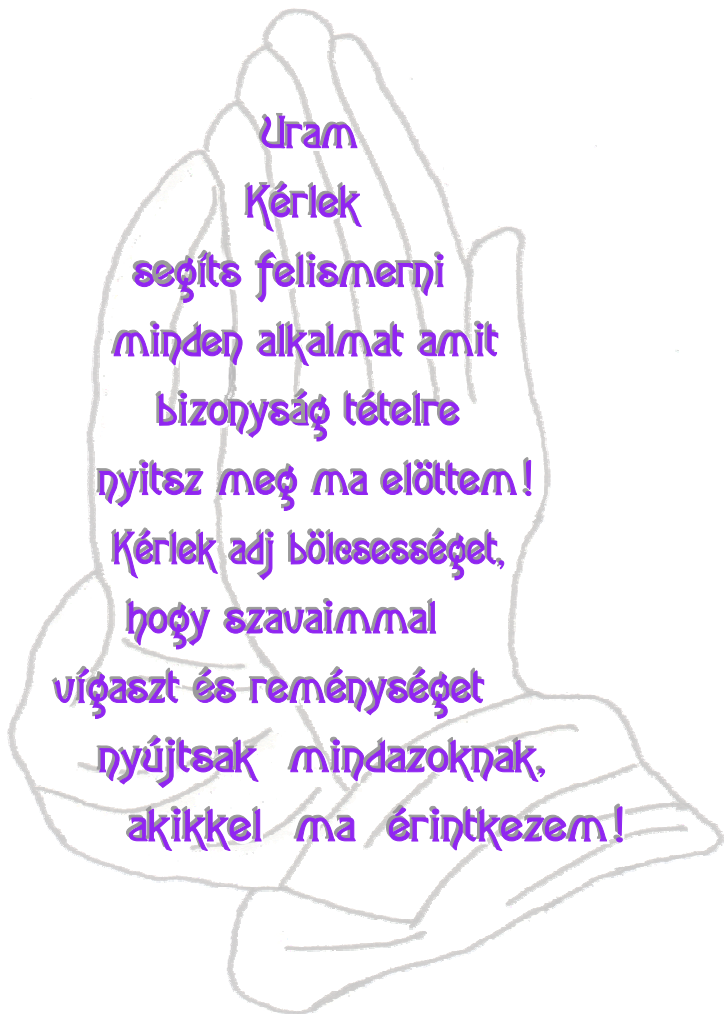 Uram
Kérlek
segíts felismerni
minden alkalmat amit
bizonyság tételre
nyitsz meg ma elöttem!
Kérlek adj bölcsességet,
hogy szavaimmal
vígaszt és reménységet
nyújtsak mindazoknak,
akikkel ma érintkezem!